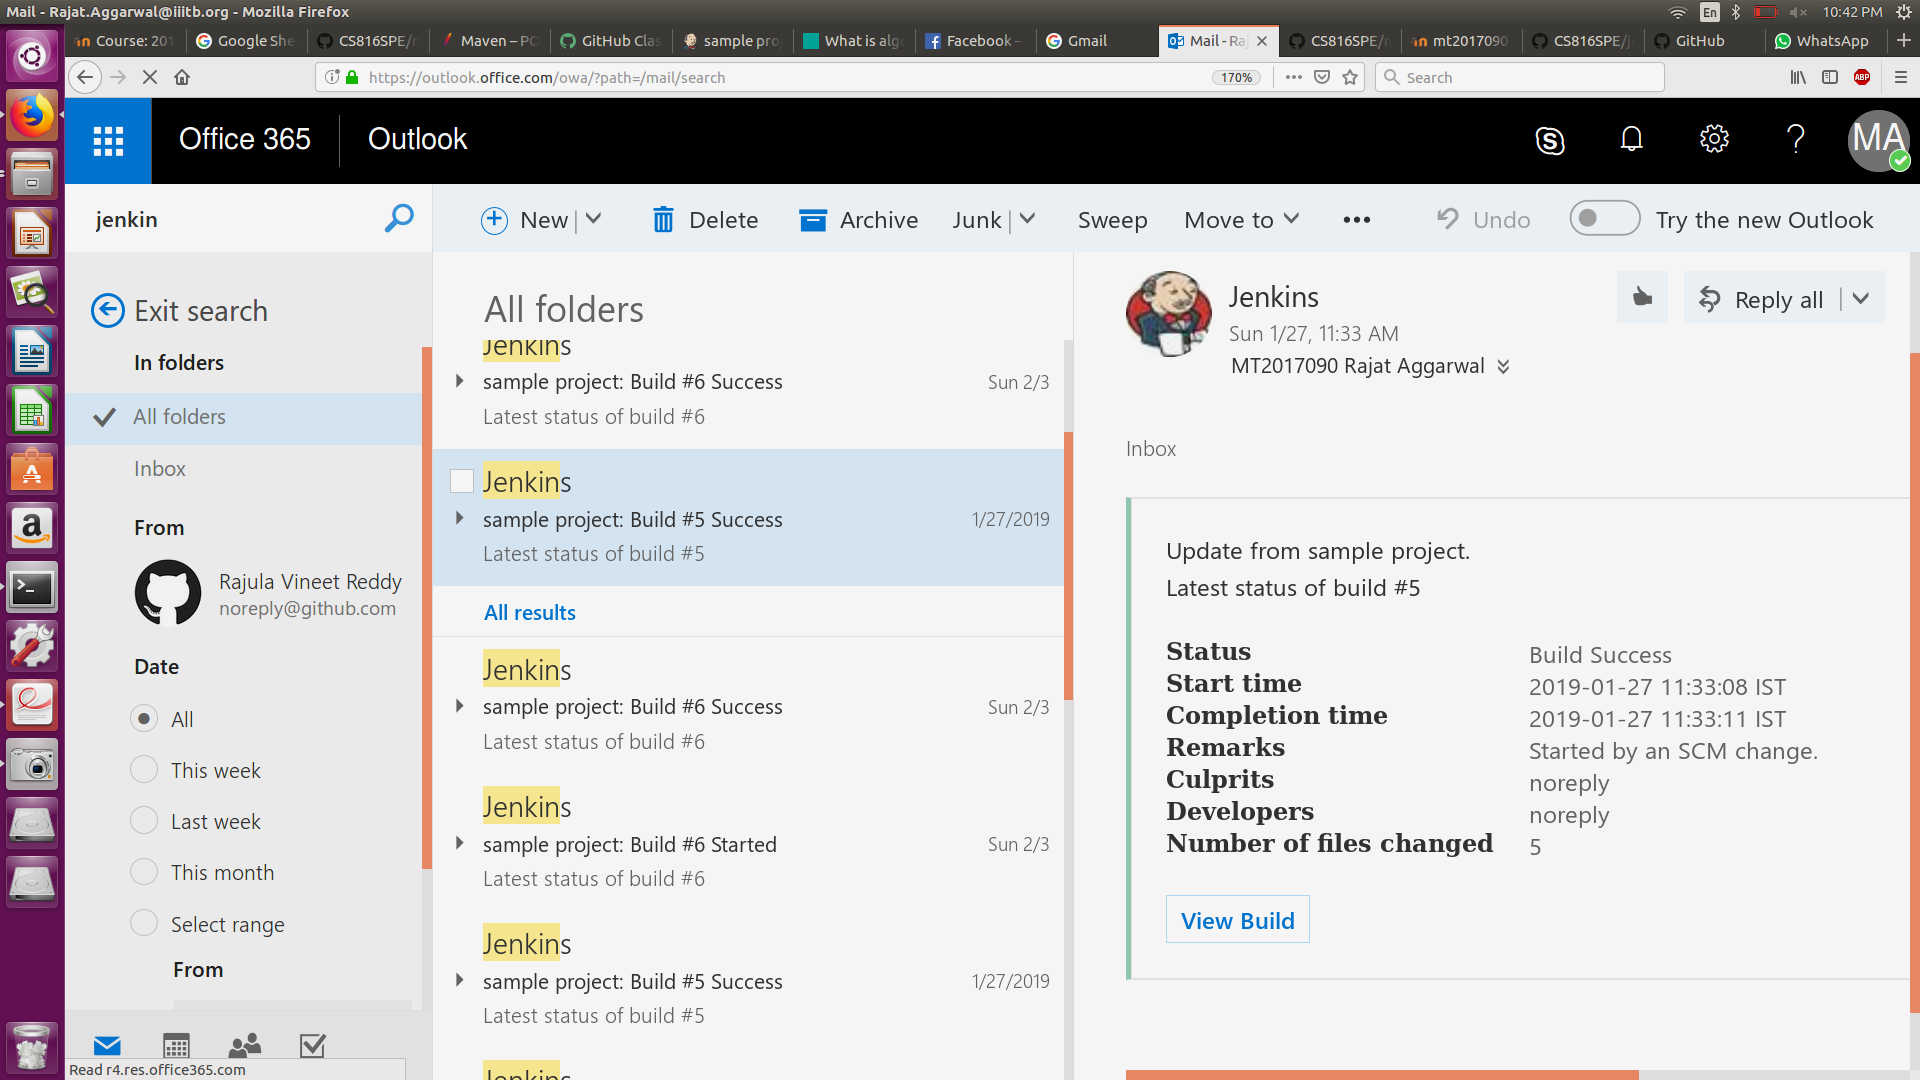 Mail - Rajat.Aggarwal@iiitb.org - Mozilla Firefox
En
10:42 PM
Course: 201
Google She
CS816SPE/r
Maven – PO
GitHub Clas
sample pro
What is alg
Facebook –
Gmail
Mail - Raj
CS816SPE/r
mt2017090
CS816SPE/j
GitHub
WhatsApp
https://outlook.office.com/owa/?path=/mail/search
170%
Search
ABP
Office 365
Outlook
MA
jenkin
New
Delete
Archive
Junk
Sweep
Move to
Undo
Try the new Outlook
Exit search
In folders
All folders
Inbox
From
Rajula Vineet Reddy
noreply@github.com
Date
All
This week
Last week
This month
Select range
From
Read r4.res.office365.com
All folders
Jenkins
sample project: Build #6 Success
Sun 2/3
Latest status of build #6
Jenkins
sample project: Build #5 Success
1/27/2019
Latest status of build #5
All results
Jenkins
sample project: Build #6 Success
Sun 2/3
Latest status of build #6
Jenkins
sample project: Build #6 Started
Sun 2/3
Latest status of build #6
Jenkins
sample project: Build #5 Success
1/27/2019
Latest status of build #5
Jenkins
Jenkins
Sun 1/27, 11:33 AM
MT2017090 Rajat Aggarwal
Reply all
Inbox
Update from sample project.
Latest status of build #5
Status Build Success
Start time 2019-01-27 11:33:08 IST
Completion time 2019-01-27 11:33:11 IST
Remarks Started by an SCM change.
Culprits noreply
Developers noreply
Number of files changed 5
View Build